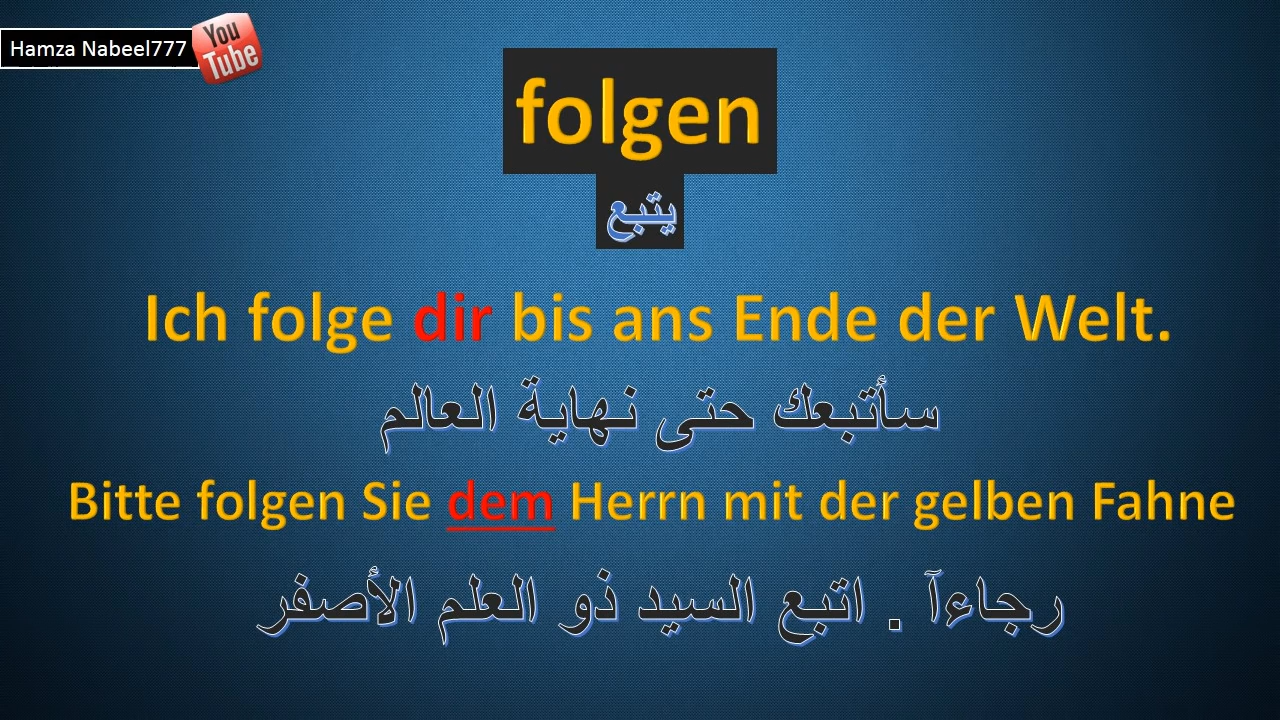 Hamza Nabeel777
You
Tube
folgen
يتبع
Ich folge dir bis ans Ende der Welt.
سأتبعك حتى نهاية العالم
Bitte folgen Sie dem Herrn mit der gelben Fahne
رجاءآ . اتبع السيد ذو العلم الأصفر